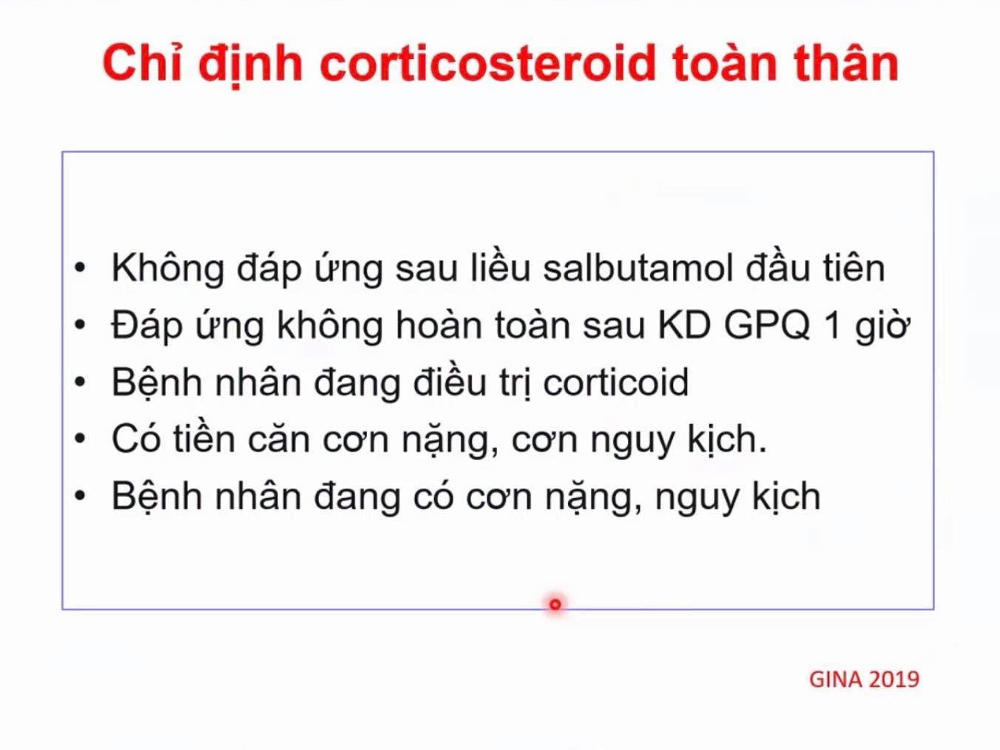 Chỉ định corticosteroid toàn thân
• Không đáp ứng sau liều salbutamol đầu tiên
• Đáp ứng không hoàn toàn sau KD GPQ 1 giờ
• Bệnh nhân đang điều trị corticoid
• Có tiền căn cơn nặng, cơn nguy kịch.
• Bệnh nhân đang có cơn nặng, nguy kịch
GINA 2019